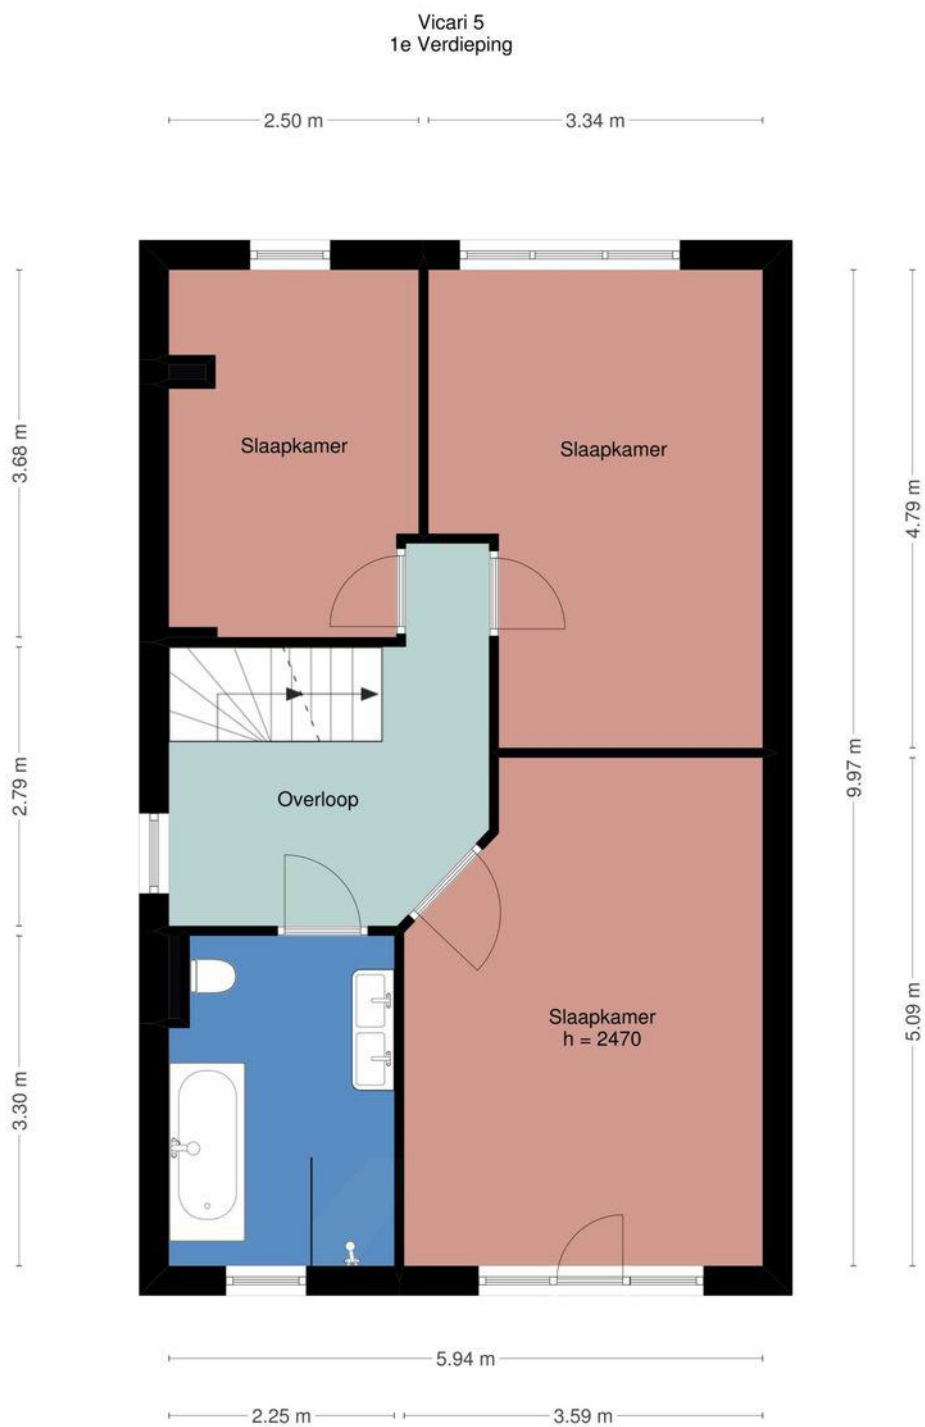 Vicari 5
1e Verdieping
2.50 m
3.34 m
3.68 m
Slaapkamer
Slaapkamer
4.79 m
9.97 m
2.79 m
Overloop
Slaapkamer
h = 2470
5.09 m
3.30 m
5.94 m
2.25 m
3.59 m